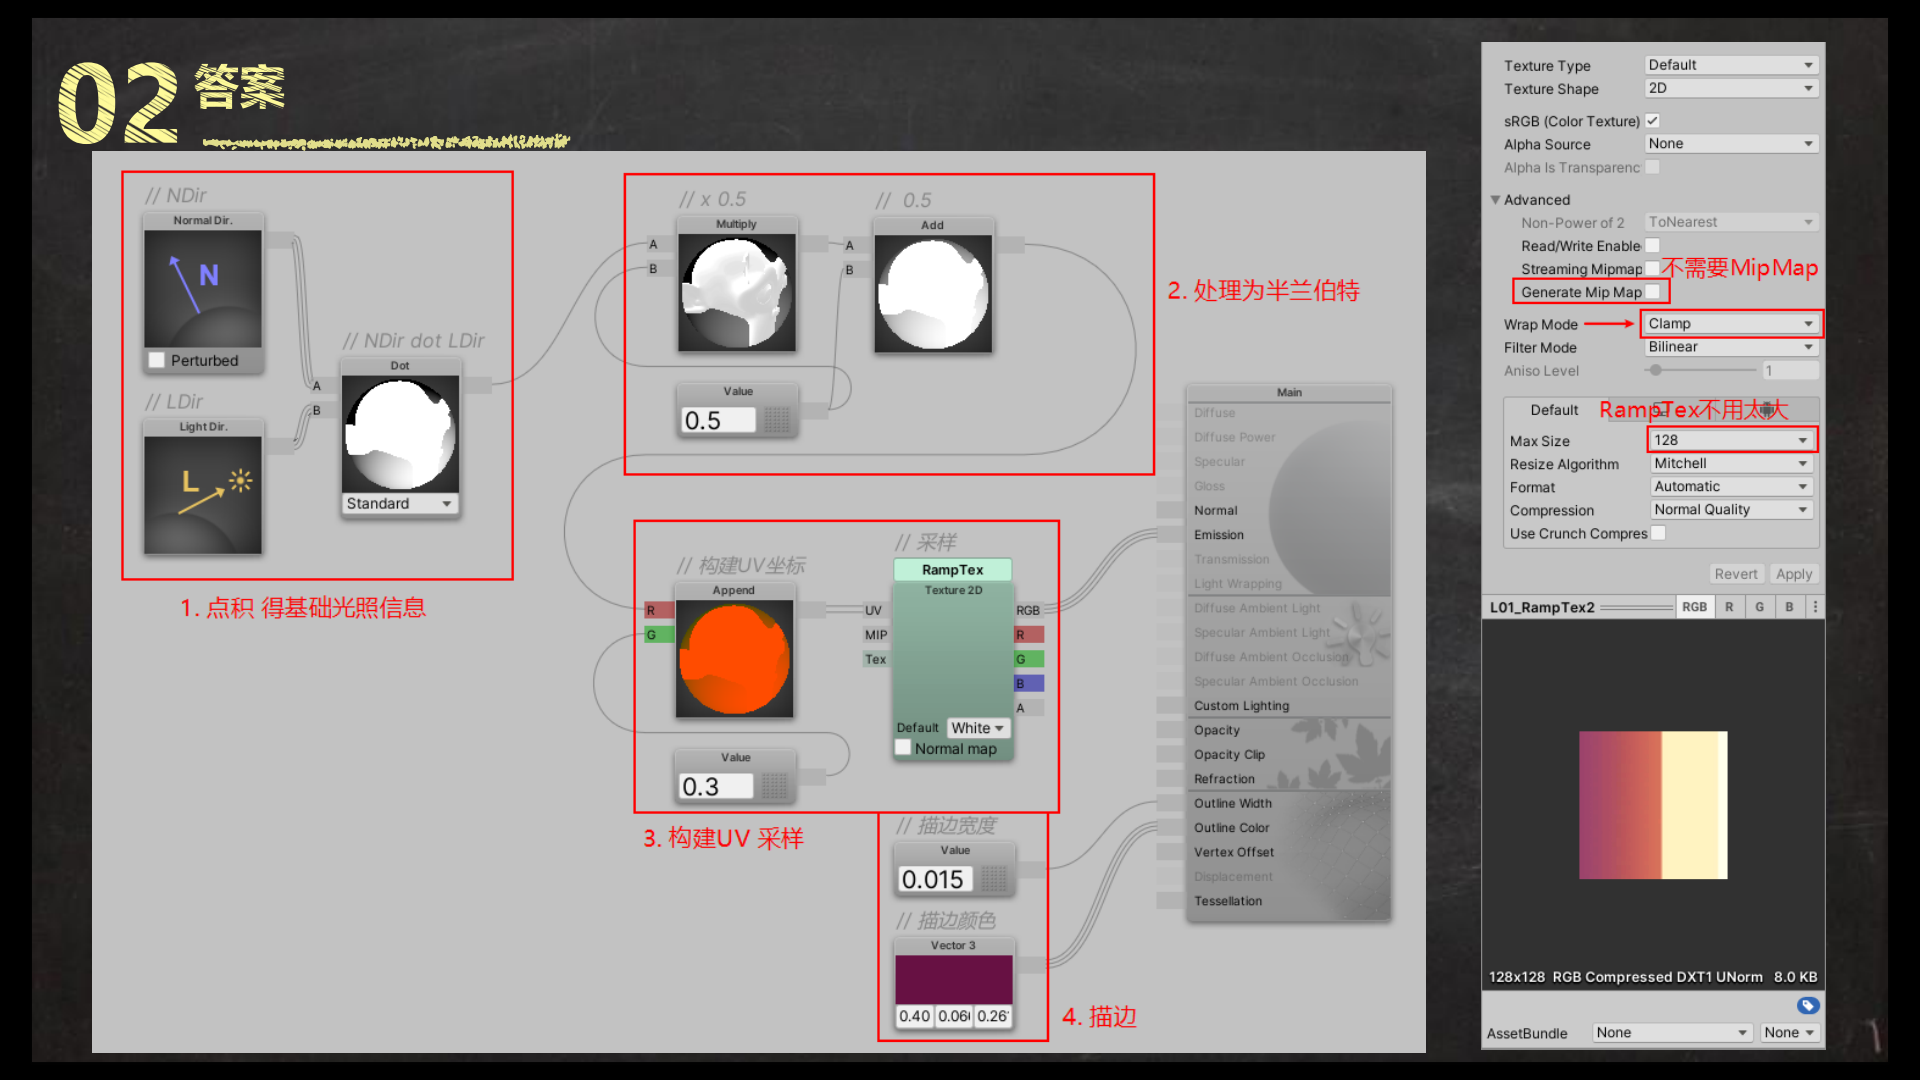 02 答案
// NDir
Normal Dir.
N
Perturbed
// LDir
Light Dir.
L
// NDir dot LDir
Dot
A
B
Standard
1. 点积 得基础光照信息
// x 0.5
Multiply
A
B
// 0.5
Add
A
B
Value
0.5
2. 处理为半兰伯特
// 构建UV坐标
Append
R
G
Value
0.3
// 采样
RampTex
Texture 2D
UV
MIP
Tex
RGB
R
G
B
A
Default White
Normal map
3. 构建UV 采样
// 描边宽度
Value
0.015
// 描边颜色
Vector 3
0.40 0.06 0.26
4. 描边
Main
Diffuse
Diffuse Power
Specular
Gloss
Normal
Emission
Transmission
Light Wrapping
Diffuse Ambient Light
Specular Ambient Light
Diffuse Ambient Occlusion
Specular Ambient Occlusion
Custom Lighting
Opacity
Opacity Clip
Refraction
Outline Width
Outline Color
Vertex Offset
Displacement
Tessellation
Texture Type Default
Texture Shape 2D
sRGB (Color Texture)
Alpha Source None
Alpha Is Transparenc
Advanced
Non-Power of 2 ToNearest
Read/Write Enable
Streaming Mipmap
不需要MipMap
Generate Mip Map
Wrap Mode Clamp
Filter Mode Bilinear
Aniso Level 1
Default
RampTex不用太大
Max Size 128
Resize Algorithm Mitchell
Format Automatic
Compression Normal Quality
Use Crunch Compres
Revert Apply
L01_RampTex2 RGB R G B
128x128 RGB Compressed DXT1 UNorm 8.0 KB
AssetBundle None None